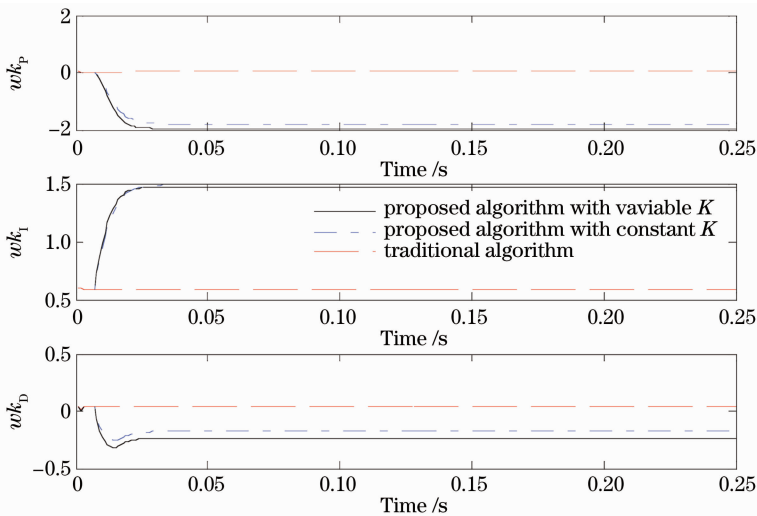 2
wk_P
0
−2
0 0.05 0.10 0.15 0.20 0.25
Time /s
1.5
proposed algorithm with vaviable K
wk_I
1.0
proposed algorithm with constant K
traditional algorithm
0.5
0 0.05 0.10 0.15 0.20 0.25
Time /s
0.5
wk_D
0
−0.5
0 0.05 0.10 0.15 0.20 0.25
Time /s